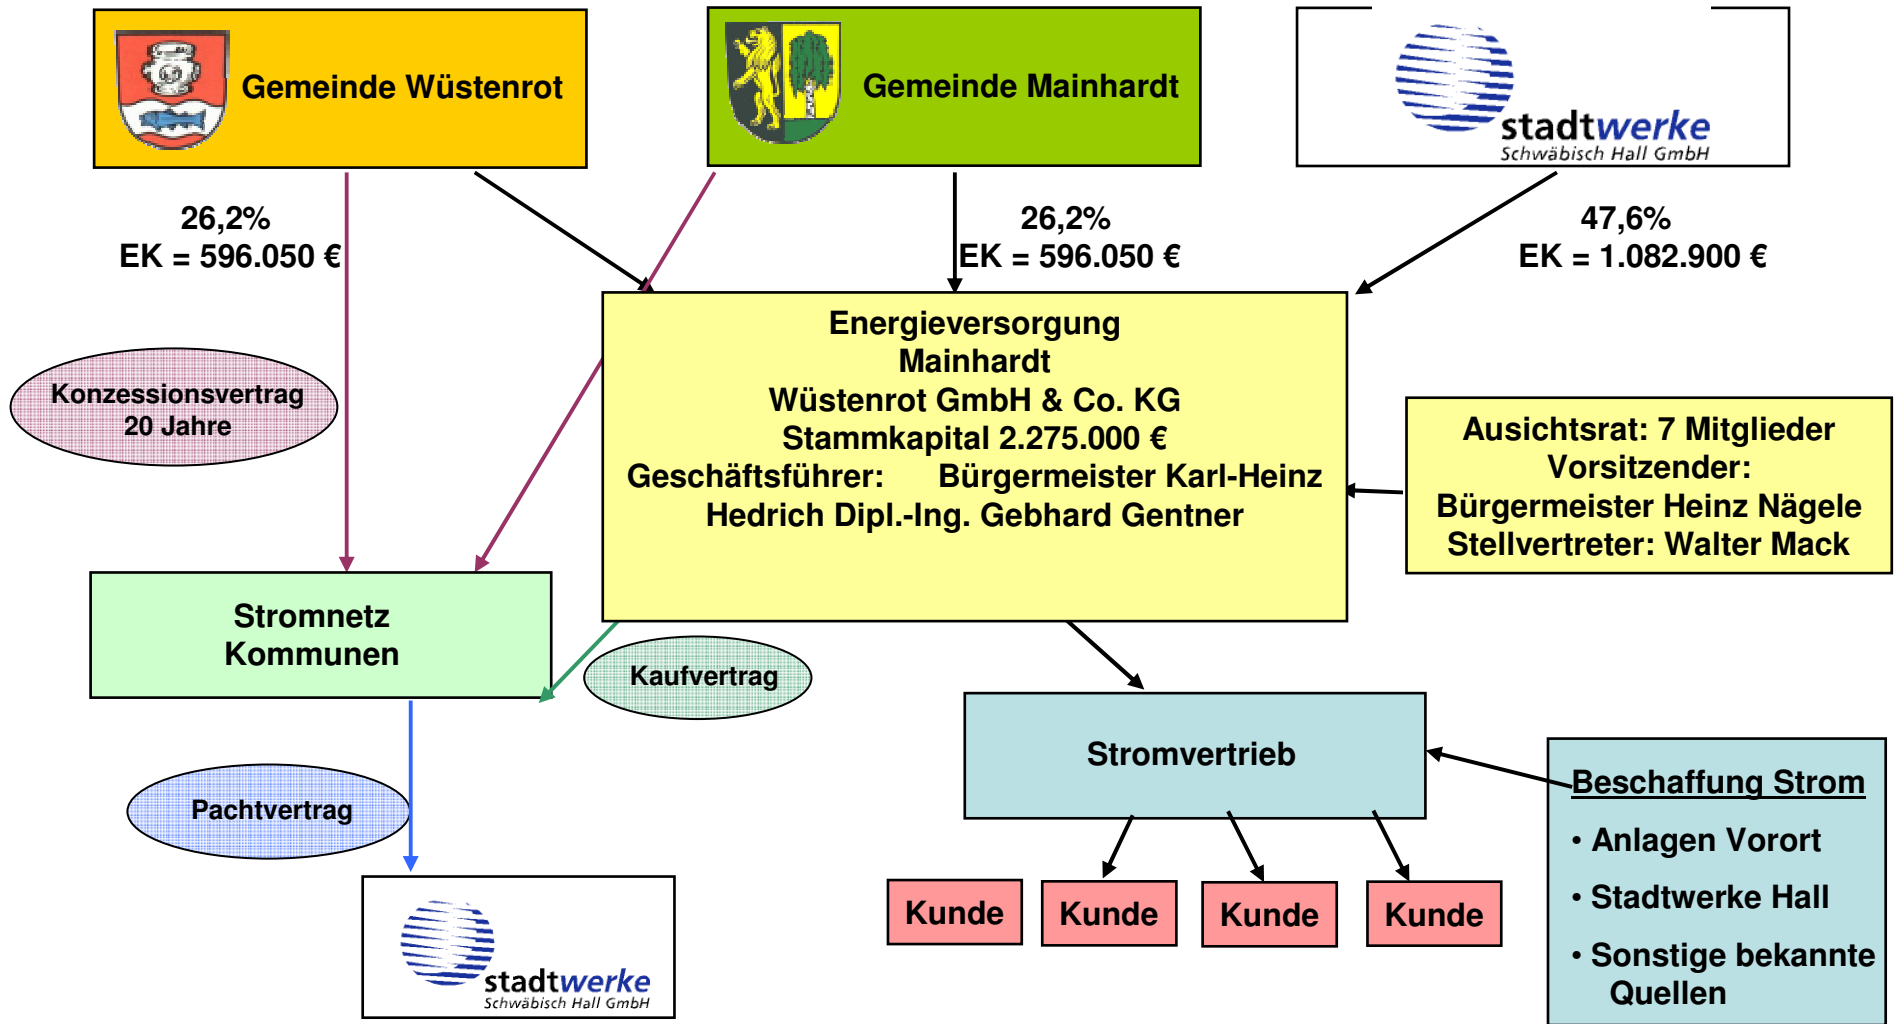 Gemeinde Wüstenrot
Gemeinde Mainhardt
stadtwerke
Schwäbisch Hall GmbH
26,2%
EK = 596.050 €
26,2%
EK = 596.050 €
47,6%
EK = 1.082.900 €
Energieversorgung
Mainhardt
Wüstenrot GmbH & Co. KG
Stammkapital 2.275.000 €
Geschäftsführer: Bürgermeister Karl-Heinz
Hedrich Dipl.-Ing. Gebhard Gentner
Konzessionsvertrag
20 Jahre
Ausichtsrat: 7 Mitglieder
Vorsitzender:
Bürgermeister Heinz Nägele
Stellvertreter: Walter Mack
Stromnetz
Kommunen
Kaufvertrag
Stromvertrieb
Pachtvertrag
Beschaffung Strom
• Anlagen Vorort
• Stadtwerke Hall
• Sonstige bekannte
Quellen
Kunde
Kunde
Kunde
Kunde
stadtwerke
Schwäbisch Hall GmbH